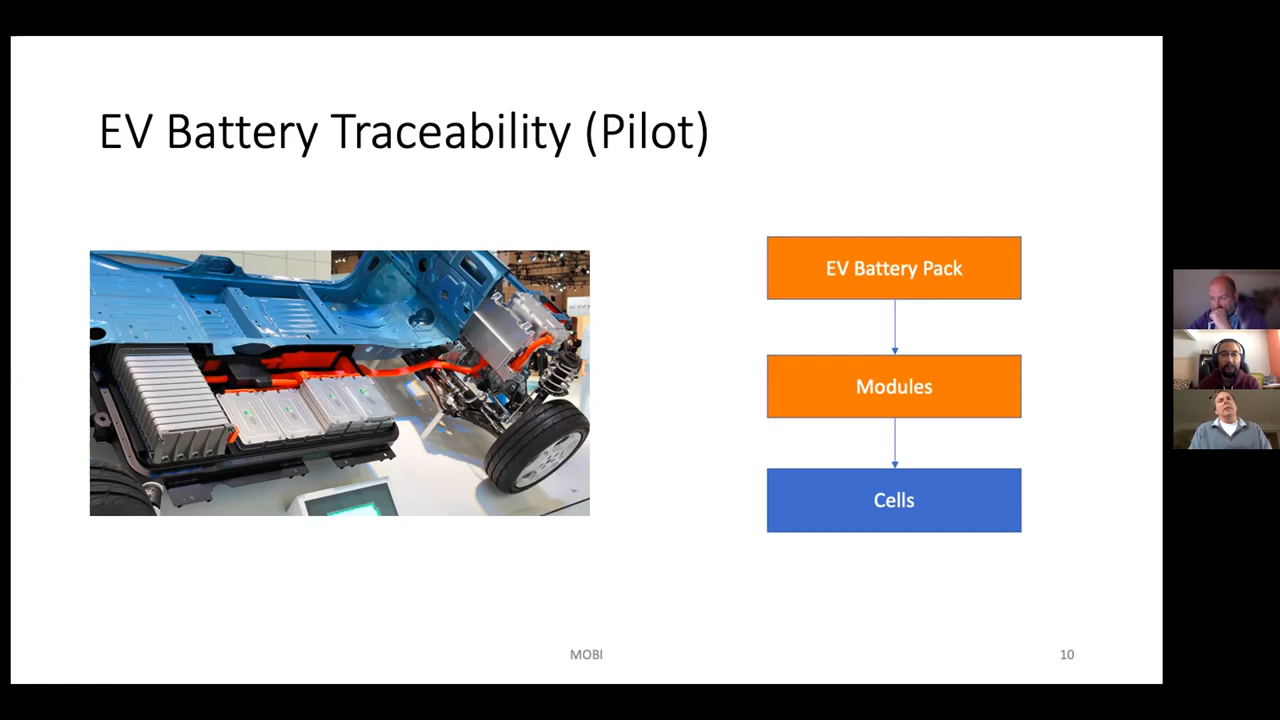 EV Battery Traceability (Pilot)
EV Battery Pack
Modules
Cells
MOBI
10